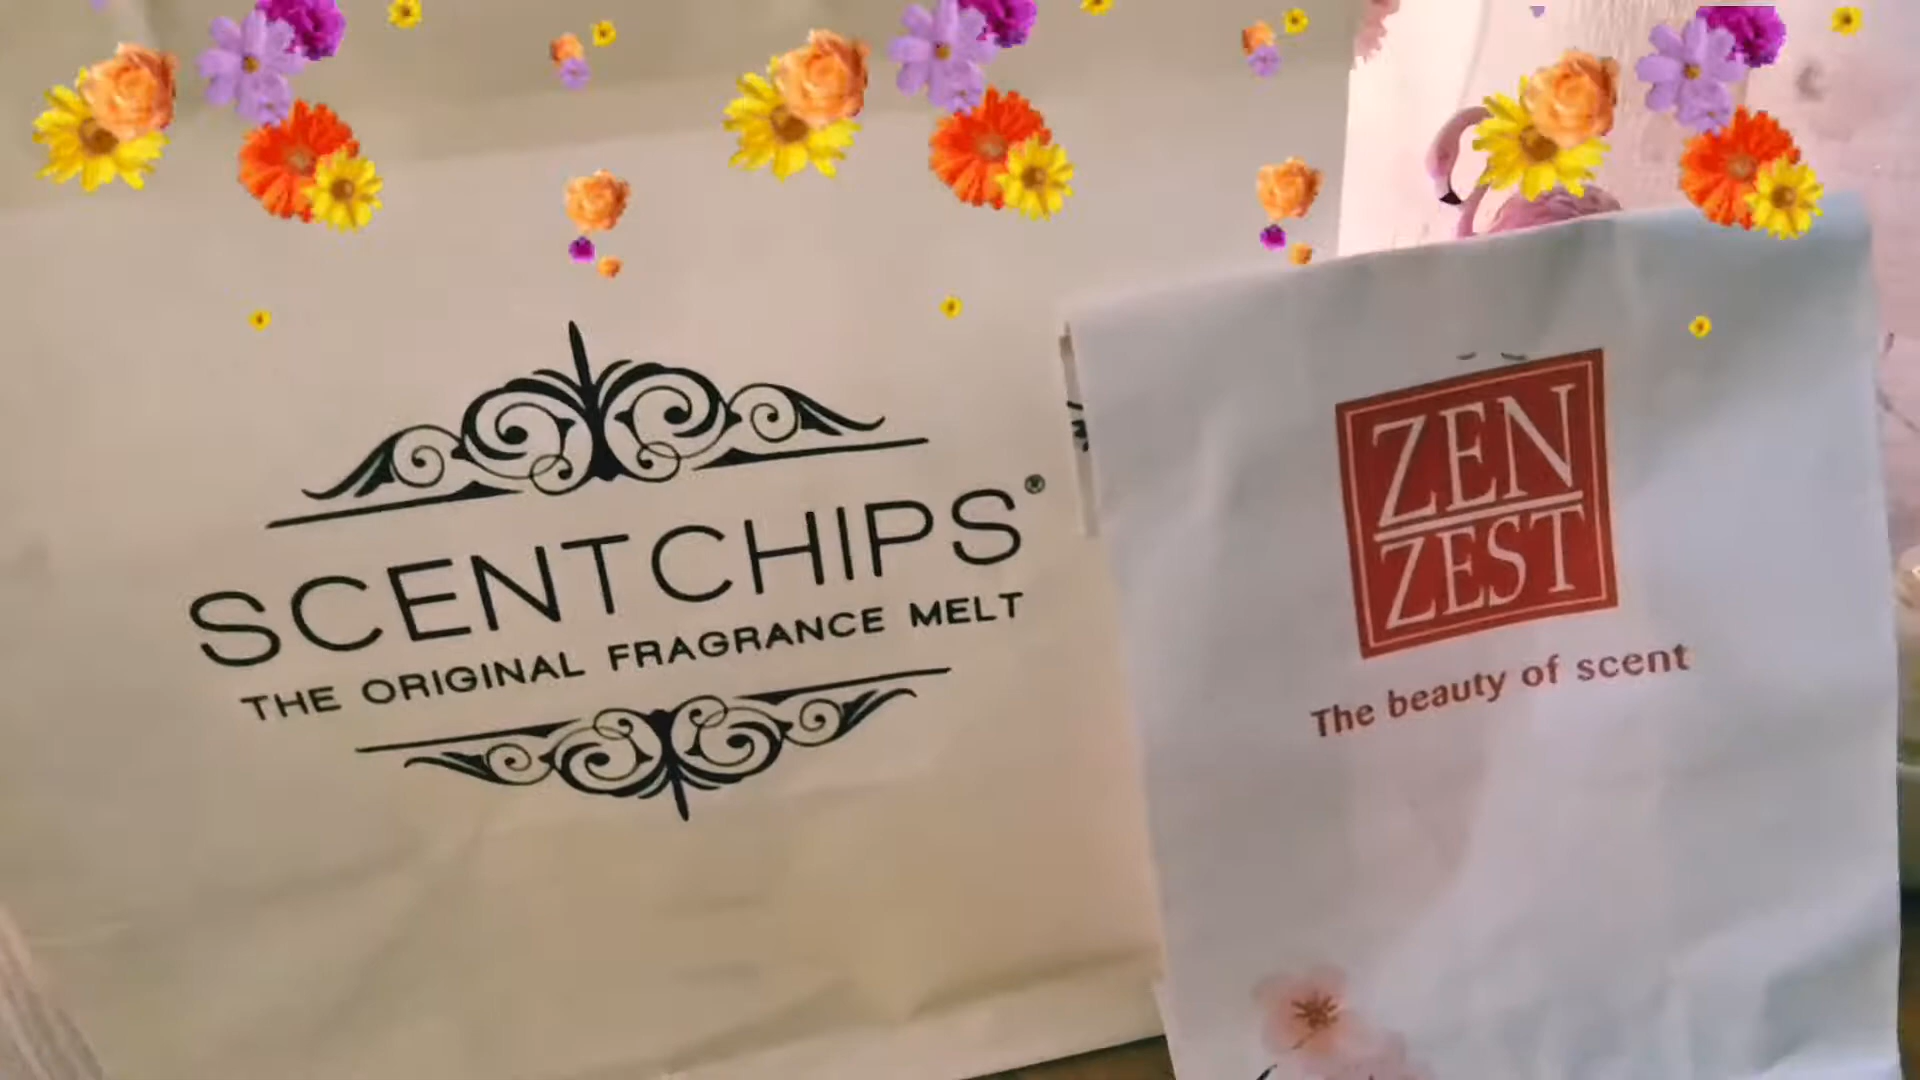 SCENTCHIPS®
THE ORIGINAL FRAGRANCE MELT
ZEN
ZEST
The beauty of scent